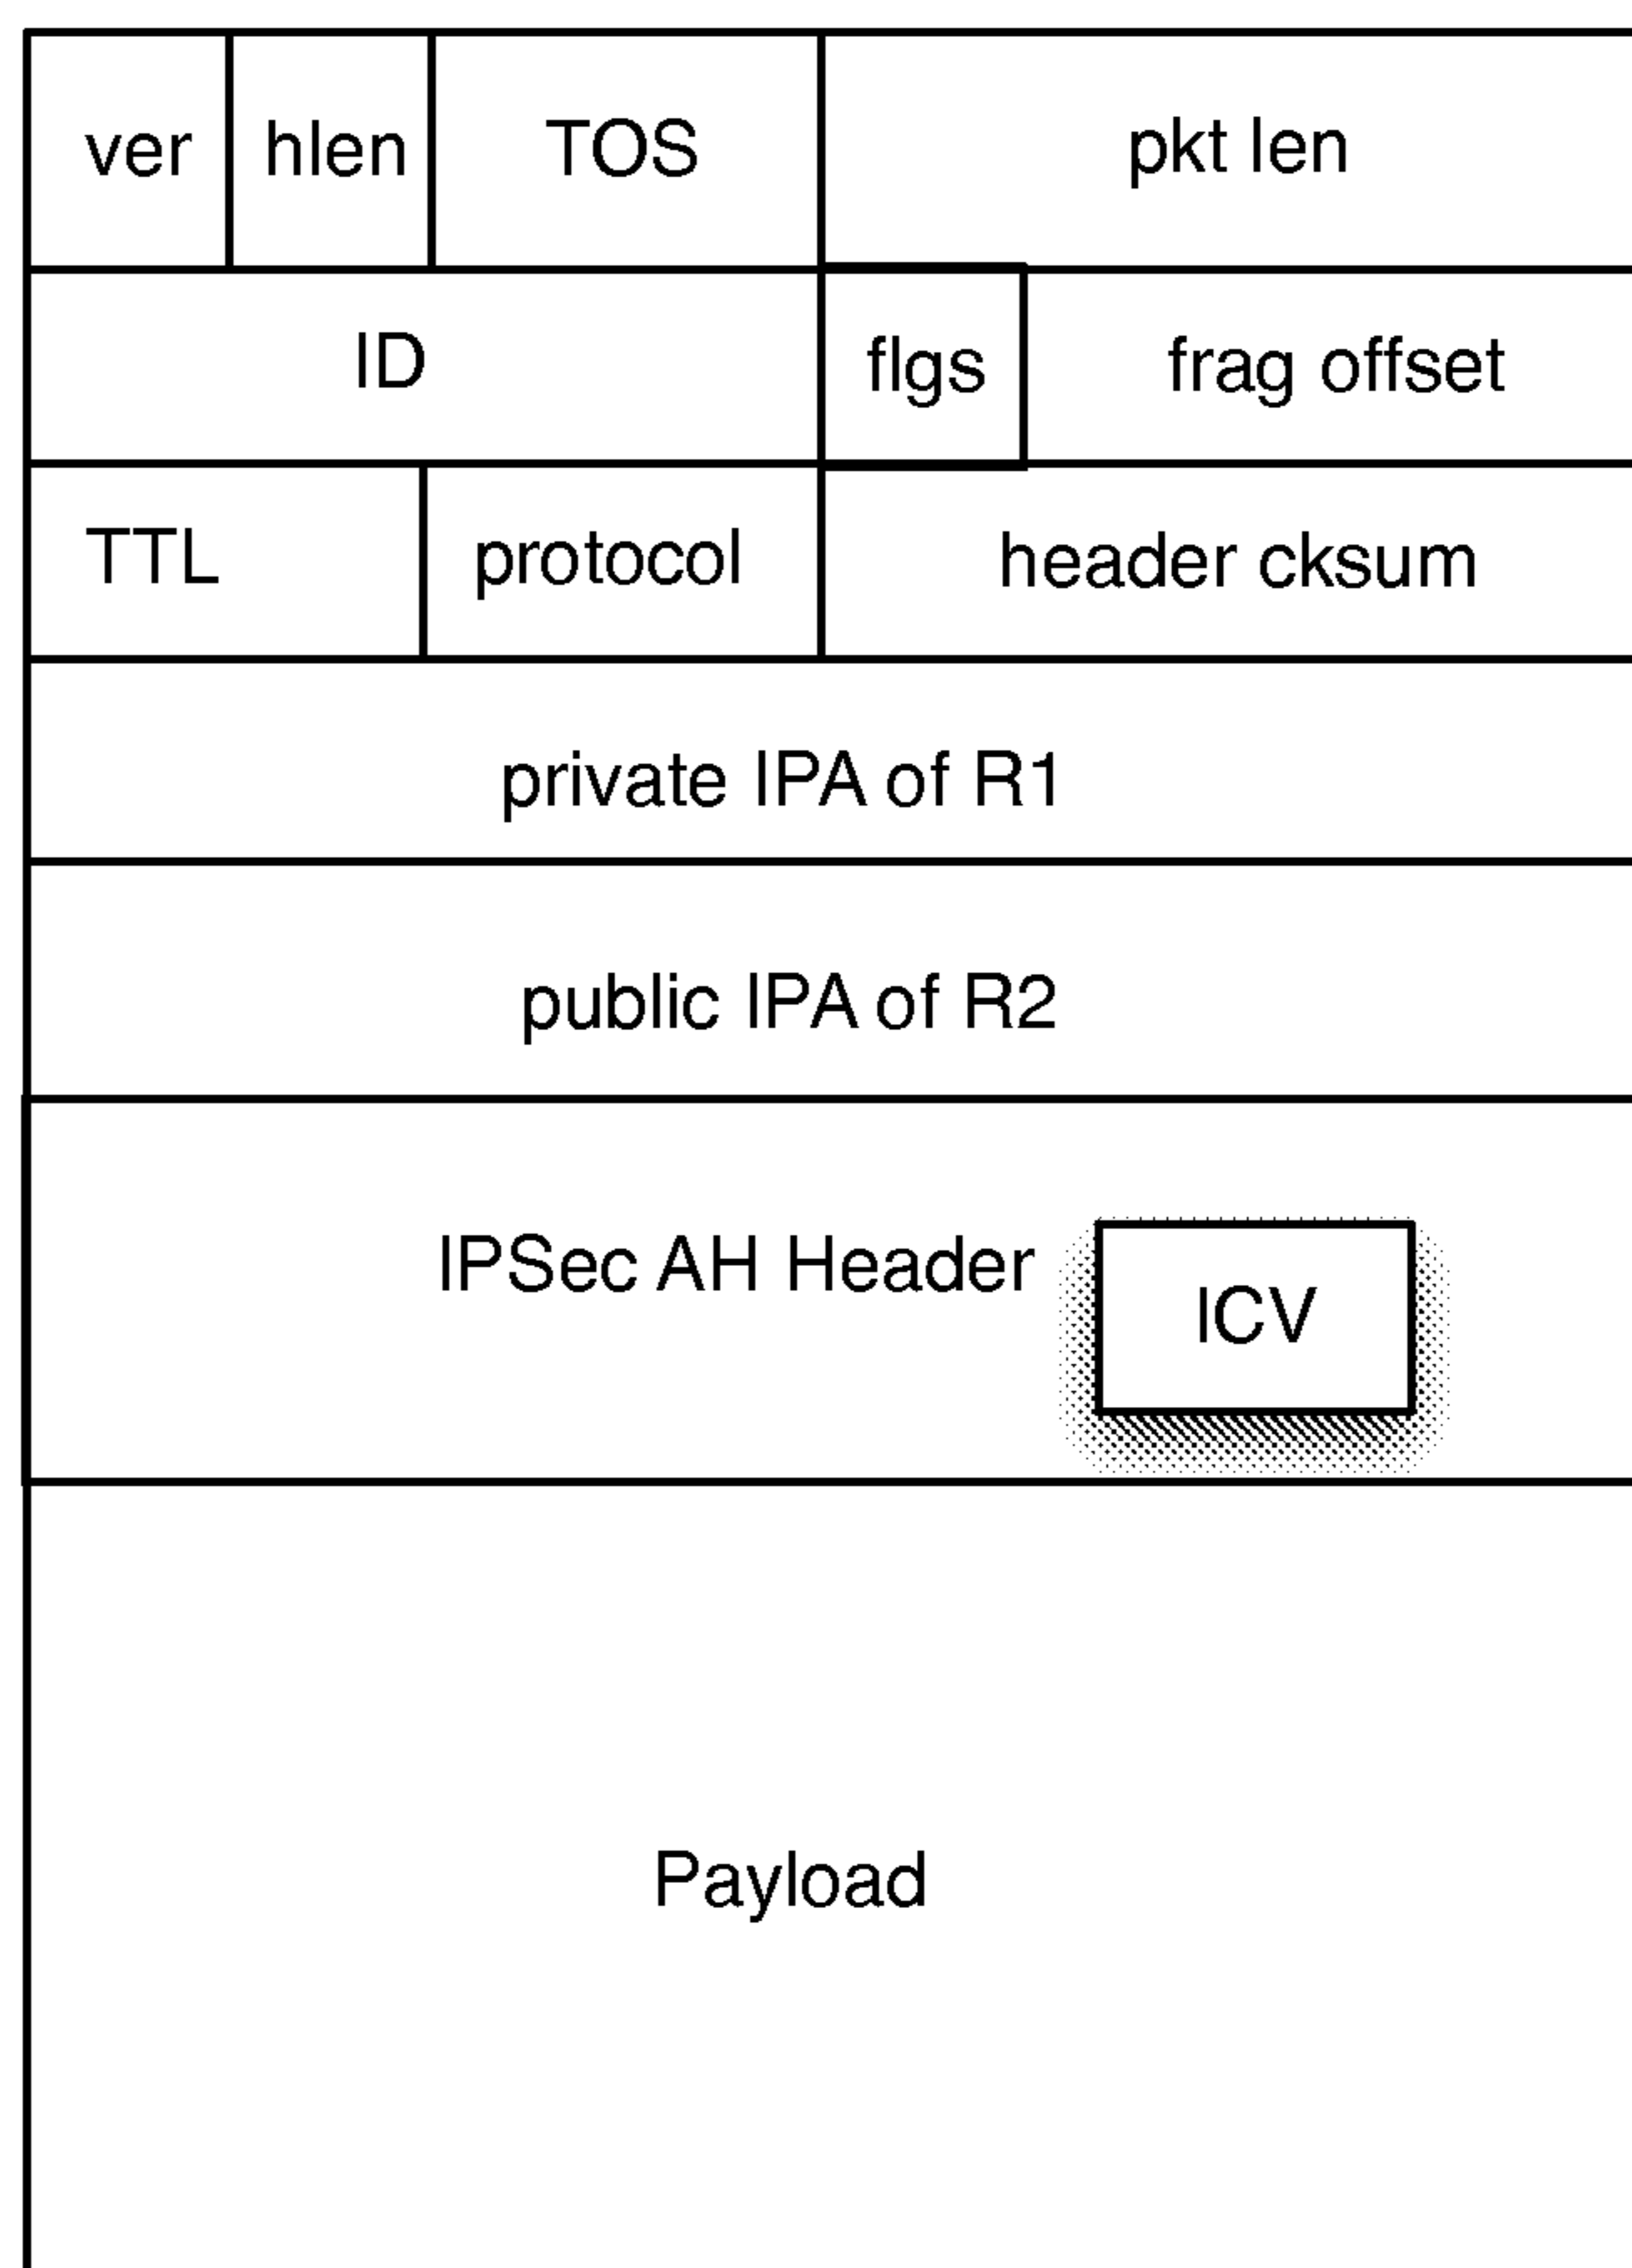 ver hlen TOS pkt len
ID flgs frag offset
TTL protocol header cksum
private IPA of R1
public IPA of R2
IPSec AH Header
ICV
Payload